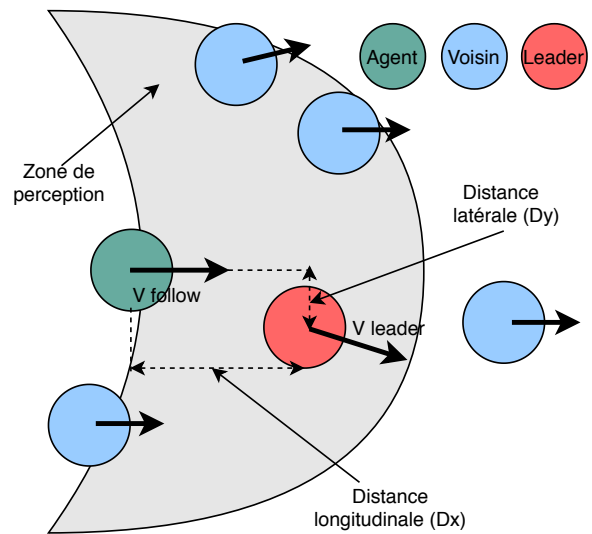 Agent
Voisin
Leader
Zone de
perception
Distance
latérale (Dy)
V follow
V leader
Distance
longitudinale (Dx)